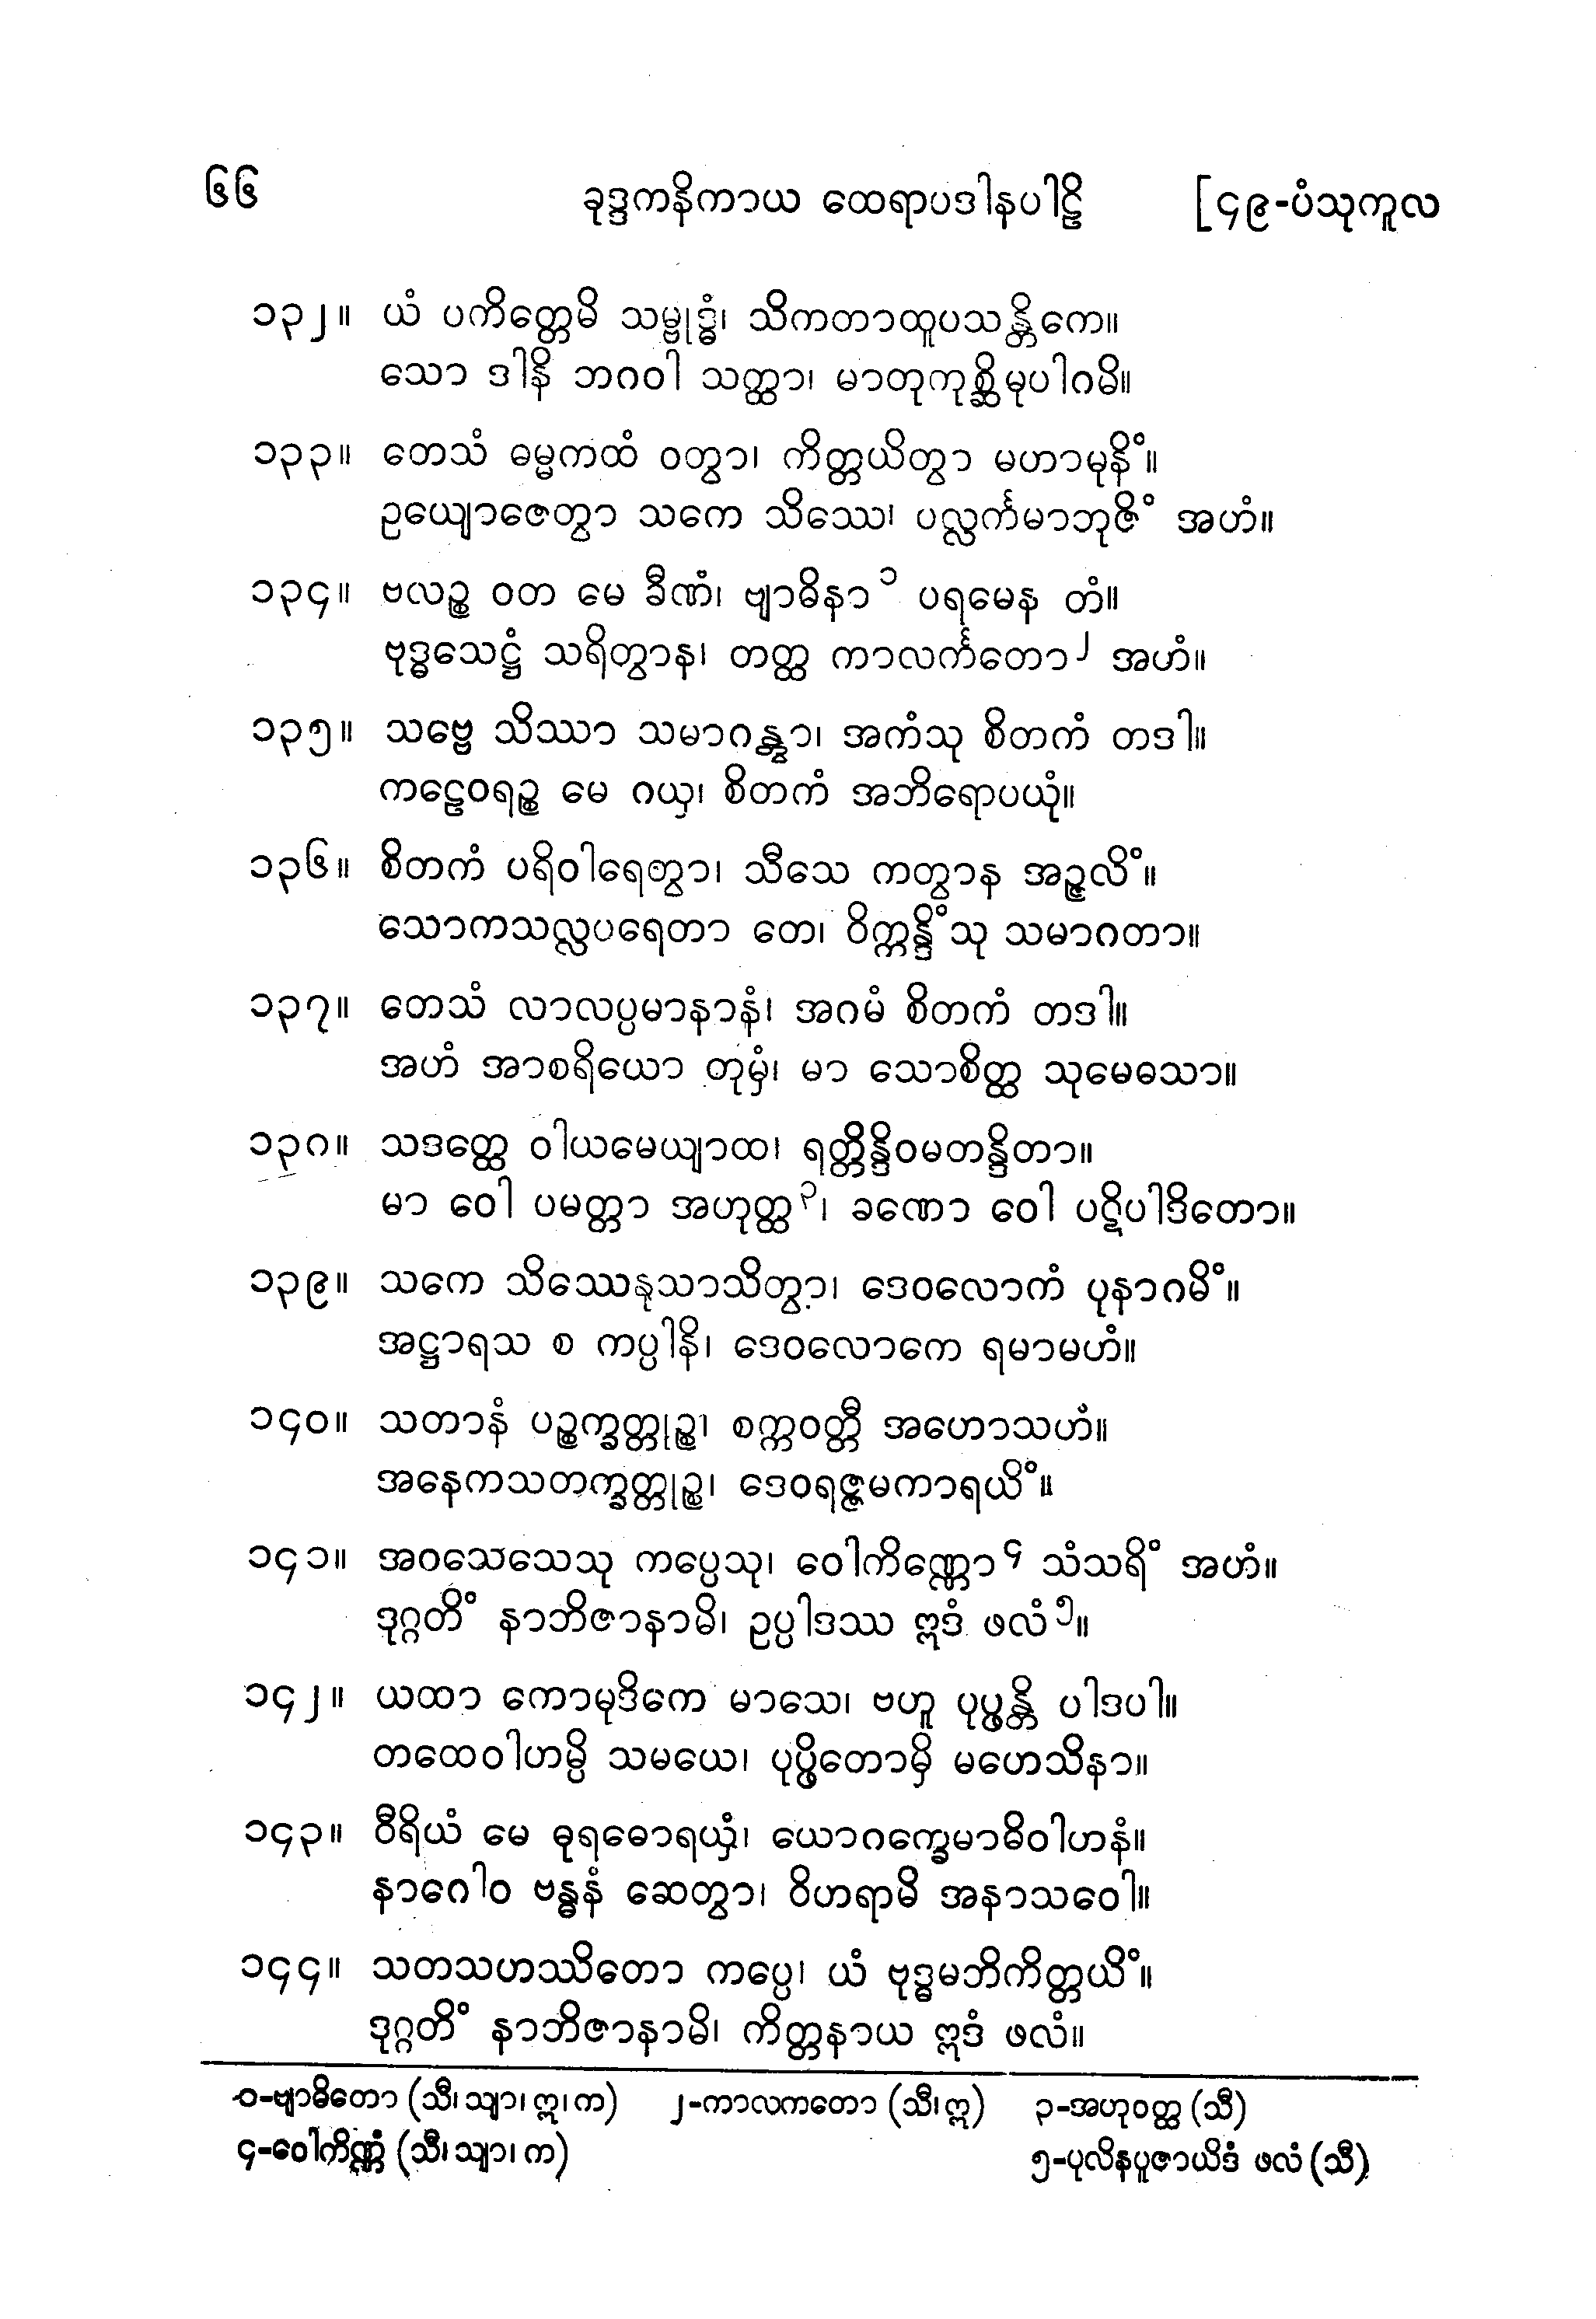 ၆၆ ခုဒ္ဒကနိကာယ ထေရာပဒါနပါဠိ [၄၉-ပံသုကူလ
၁၃၂။ ယံ ပကိတ္တေမိ သမ္ဗုဒ္ဓံ၊ သိကတာထူပသန္တိကေ။
သော ဒါနိ ဘဂဝါ သတ္ထာ၊ မာတုကုစ္ဆိမုပါဂမိ။
၁၃၃။ တေသံ ဓမ္မကထံ ဝတွာ၊ ကိတ္တယိတွာ မဟာမုနိံ။
ဥယျောဇေတွာ သကေ သိဿေ၊ ပလ္လင်္ကမာဘုဇိံ အဟံ။
၁၃၄။ ဗလဉ္စ ဝတ မေ ခီဏံ၊ ဗျာဓိနာ၁ ပရမေန တံ။
ဗုဒ္ဓသေဋ္ဌံ သရိတွာန၊ တတ္ထ ကာလင်္ကတော၂ အဟံ။
၁၃၅။ သဗ္ဗေ သိဿာ သမာဂန္တွာ၊ အကံသု စိတကံ တဒါ။
ကဠေဝရဉ္စ မေ ဂယှ၊ စိတကံ အဘိရောပယုံ။
၁၃၆။ စိတကံ ပရိဝါရေတွာ၊ သီသေ ကတွာန အဉ္ဇလိံ။
သောကသလ္လပရေတာ တေ၊ ဝိက္ကန္ဒိံသု သမာဂတာ။
၁၃၇။ တေသံ လာလပ္ပမာနာနံ၊ အဂမံ စိတကံ တဒါ။
အဟံ အာစရိယော တုမှံ၊ မာ သောစိတ္ထ သုမေဓသာ။
၁၃၈။ သဒတ္ထေ ဝါယမေယျာထ၊ ရတ္တိန္ဒိဝမတန္ဒိတာ။
မာ ဝေါ ပမတ္တာ အဟုတ္ထ၃၊ ခဏော ဝေါ ပဋိပါဒိတော။
၁၃၉။ သကေ သိဿေနုသာသိတွာ၊ ဒေဝလောကံ ပုနာဂမိံ။
အဋ္ဌာရသ စ ကပ္ပါနိ၊ ဒေဝလောကေ ရမာမဟံ။
၁၄၀။ သတာနံ ပဉ္စက္ခတ္တုဉ္စ၊ စက္ကဝတ္တီ အဟောသဟံ။
အနေကသတက္ခတ္တုဉ္စ၊ ဒေဝရဇ္ဇမကာရယိံ။
၁၄၁။ အဝသေသေသု ကပ္ပေသု၊ ဝေါကိဏ္ဏော၄ သံသရိံ အဟံ။
ဒုဂ္ဂတိံ နာဘိဇာနာမိ၊ ဥပ္ပါဒဿ ဣဒံ ဖလံ၅။
၁၄၂။ ယထာ ကောမုဒိကေ မာသေ၊ ဗဟူ ပုပ္ဖန္တိ ပါဒပါ။
တထေဝါဟမ္ပိ သမယေ၊ ပုပ္ဖိတောမှိ မဟေသိနာ။
၁၄၃။ ဝီရိယံ မေ ဓုရဓောရယှံ၊ ယောဂက္ခေမာဓိဝါဟနံ။
နာဂေါဝ ဗန္ဓနံ ဆေတွာ၊ ဝိဟရာမိ အနာသဝေါ။
၁၄၄။ သတသဟဿိတော ကပ္ပေ၊ ယံ ဗုဒ္ဓမဘိကိတ္တယိံ။
ဒုဂ္ဂတိံ နာဘိဇာနာမိ၊ ကိတ္တနာယ ဣဒံ ဖလံ။
၁-ဗျာဓိတော (သီ၊ သျာ၊ ဣ၊ က) ၂-ကာလကတော (သီ၊ ဣ) ၃-အဟုဝတ္ထ (သီ)
၄-ဝေါကိဏ္ဏံ (သီ၊ သျာ၊ က) ၅-ပုလိနပူဇာယိဒံ ဖလံ (သီ)